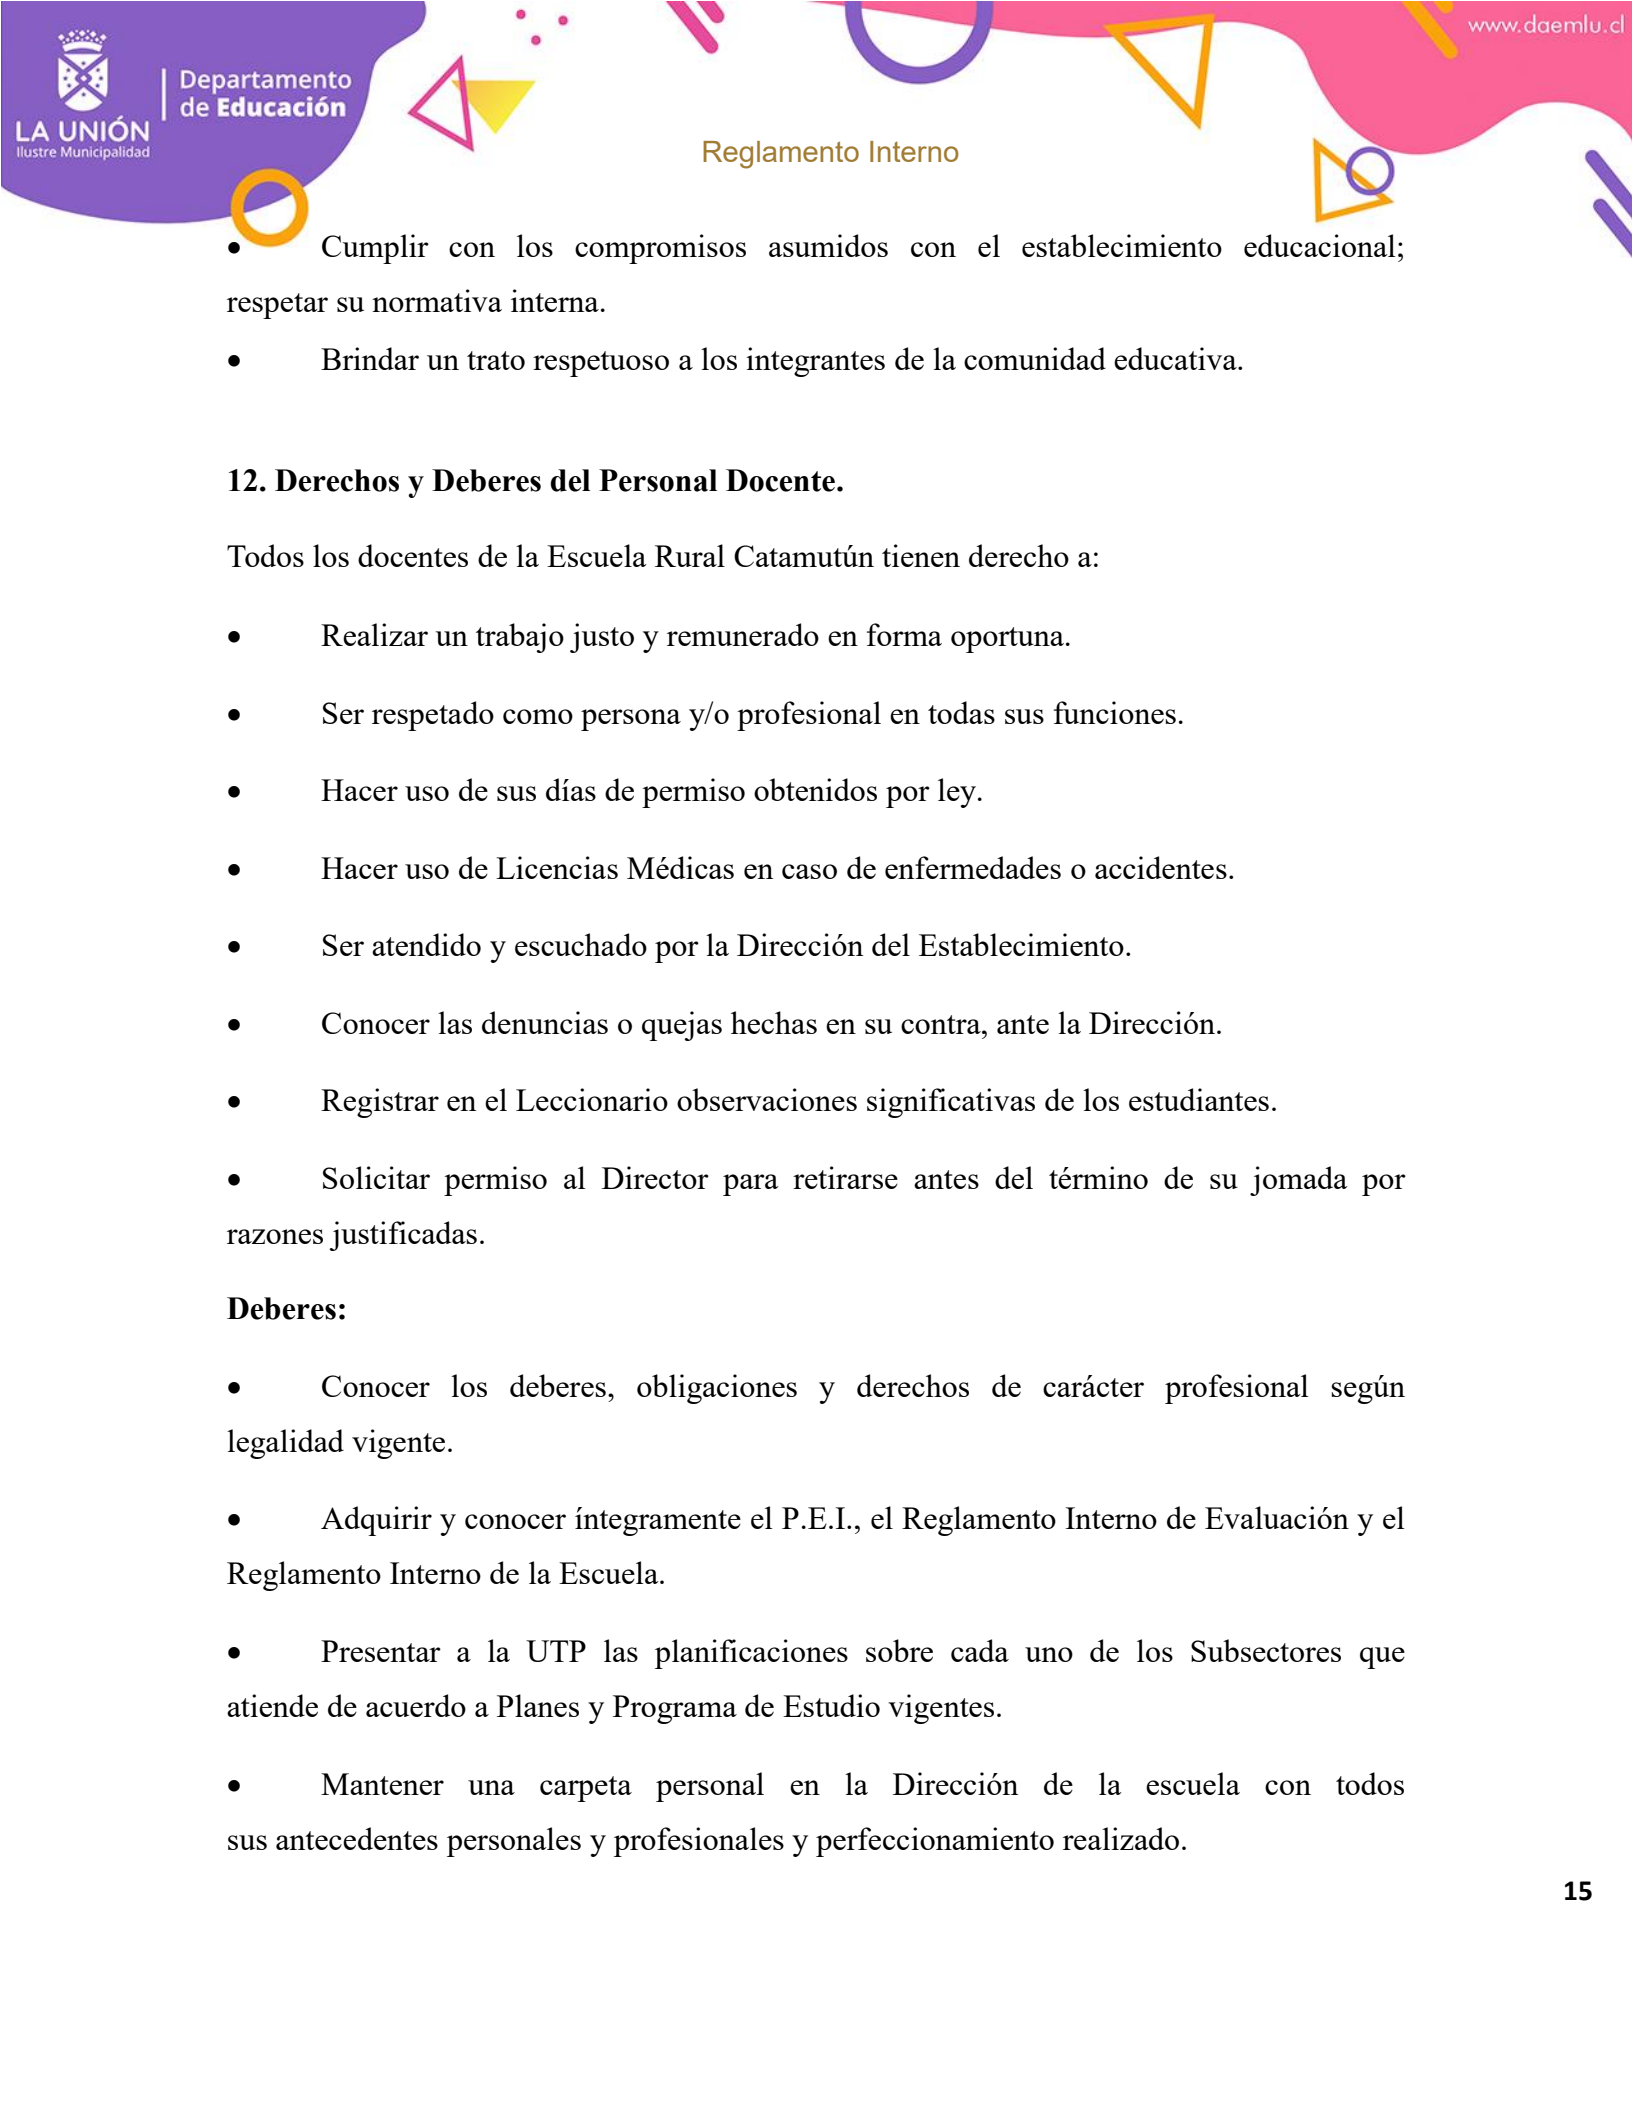 www.daemlu.cl
Departamento
de Educación
LA UNIÓN
Ilustre Municipalidad
Reglamento Interno
• Cumplir con los compromisos asumidos con el establecimiento educacional;
respetar su normativa interna.
• Brindar un trato respetuoso a los integrantes de la comunidad educativa.
12. Derechos y Deberes del Personal Docente.
Todos los docentes de la Escuela Rural Catamutún tienen derecho a:
• Realizar un trabajo justo y remunerado en forma oportuna.
• Ser respetado como persona y/o profesional en todas sus funciones.
• Hacer uso de sus días de permiso obtenidos por ley.
• Hacer uso de Licencias Médicas en caso de enfermedades o accidentes.
• Ser atendido y escuchado por la Dirección del Establecimiento.
• Conocer las denuncias o quejas hechas en su contra, ante la Dirección.
• Registrar en el Leccionario observaciones significativas de los estudiantes.
• Solicitar permiso al Director para retirarse antes del término de su jomada por
razones justificadas.
Deberes:
• Conocer los deberes, obligaciones y derechos de carácter profesional según
legalidad vigente.
• Adquirir y conocer íntegramente el P.E.I., el Reglamento Interno de Evaluación y el
Reglamento Interno de la Escuela.
• Presentar a la UTP las planificaciones sobre cada uno de los Subsectores que
atiende de acuerdo a Planes y Programa de Estudio vigentes.
• Mantener una carpeta personal en la Dirección de la escuela con todos
sus antecedentes personales y profesionales y perfeccionamiento realizado.
15